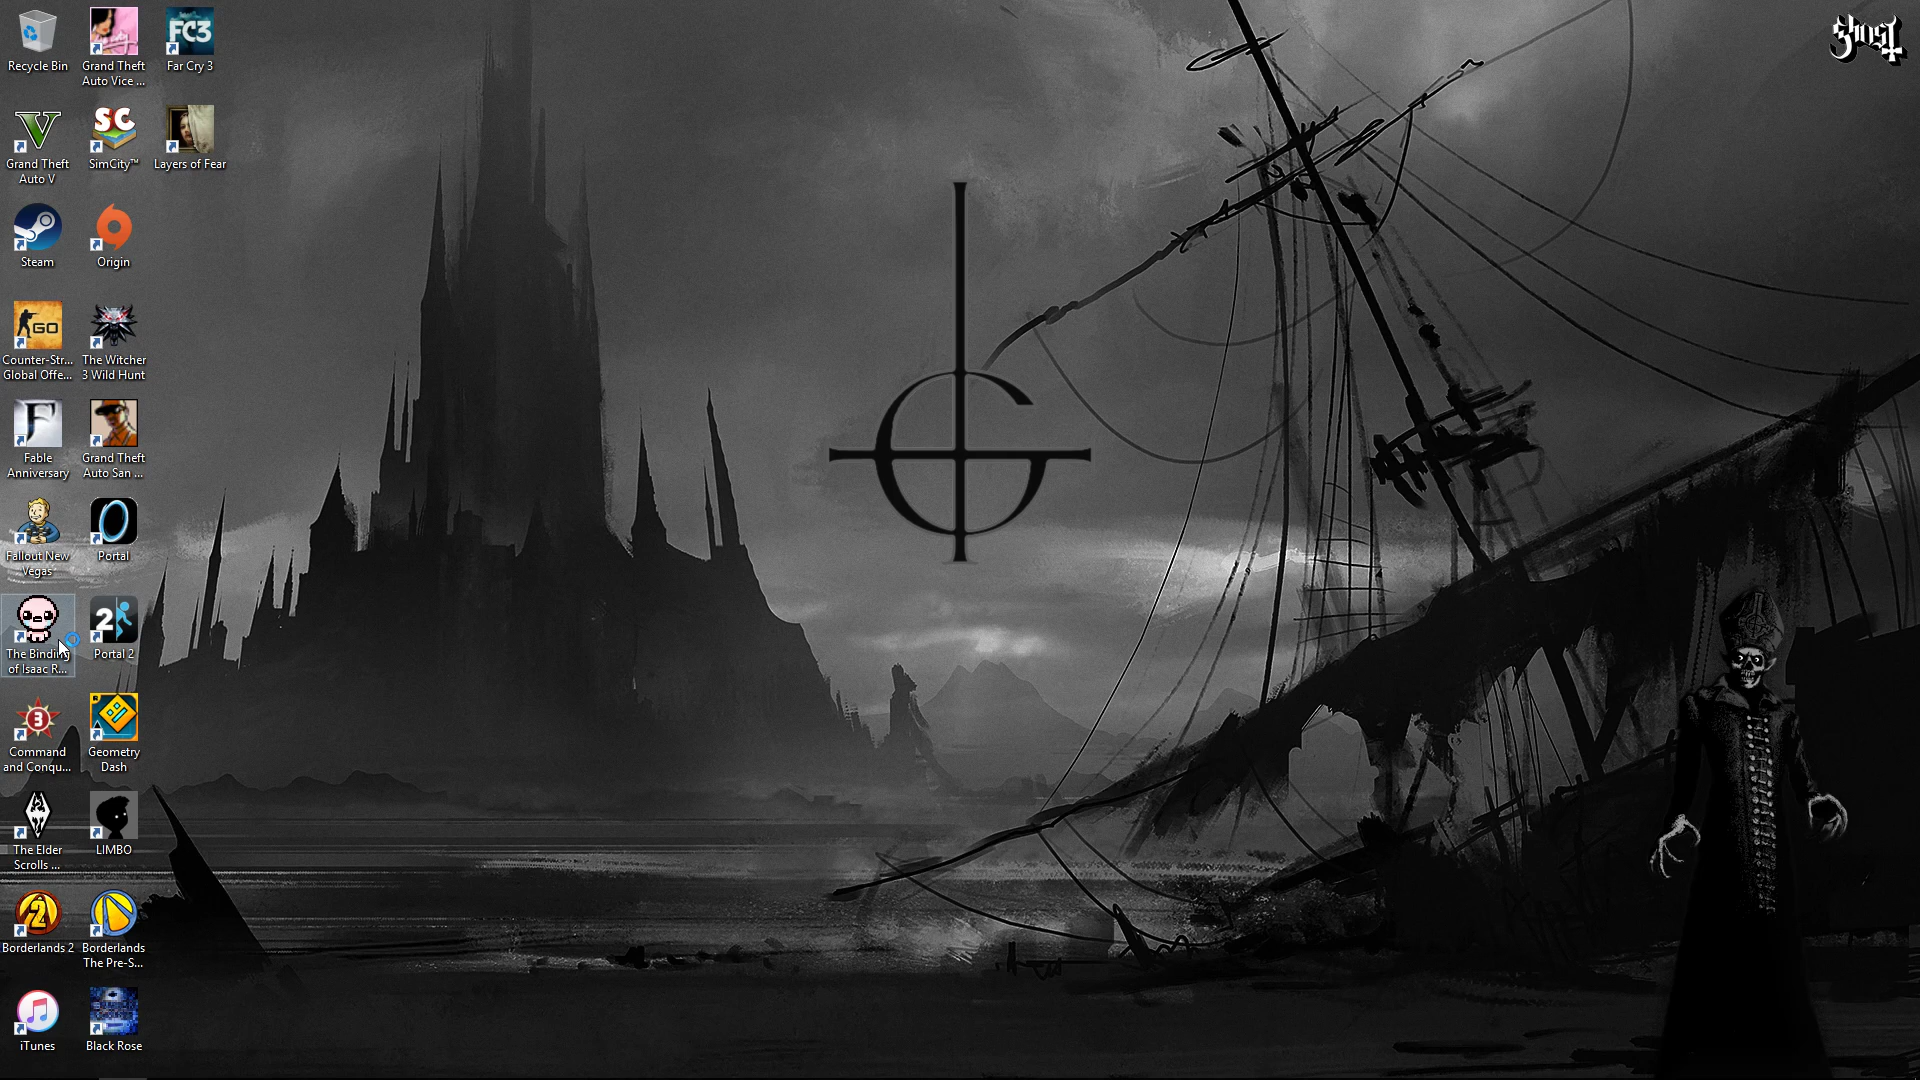 Recycle Bin
Grand Theft
Auto Vice ...
FC3
Far Cry 3
Ghost
V
Grand Theft
Auto V
SC
SimCity™
Layers of Fear
Steam
Origin
GO
Counter-Str...
Global Offe...
The Witcher
3 Wild Hunt
F
Fable
Anniversary
Grand Theft
Auto San ...
Fallout New
Vegas
Portal
The Binding
of Isaac R...
2
Portal 2
3
Command
and Conqu...
Geometry
Dash
The Elder
Scrolls ...
LIMBO
2
Borderlands 2
Borderlands
The Pre-S...
iTunes
Black Rose